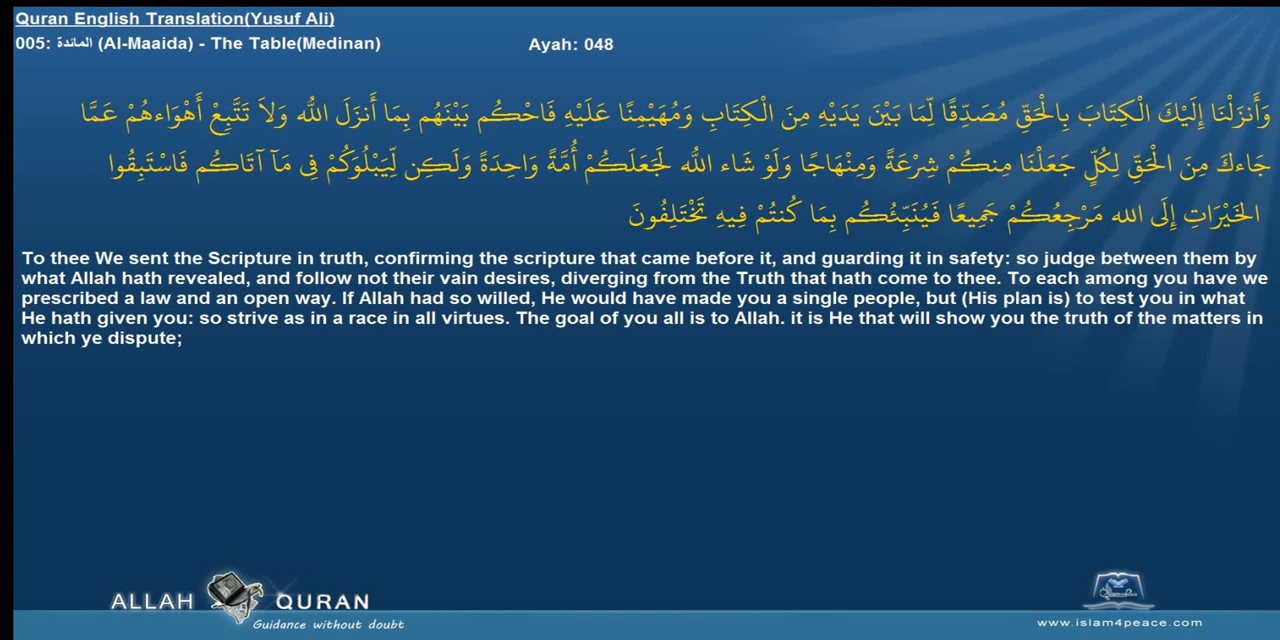 Quran English Translation(Yusuf Ali)
005: المائدة (Al-Maaida) - The Table(Medinan)
Ayah: 048
وَأَنزَلْنَا إِلَيْكَ الْكِتَابَ بِالْحَقِّ مُصَدِّقًا لِّمَا بَيْنَ يَدَيْهِ مِنَ الْكِتَابِ وَمُهَيْمِنًا عَلَيْهِ فَاحْكُم بَيْنَهُم بِمَا أَنزَلَ اللّه وَلاَ تَتَّبِعْ أَهْوَاءهُمْ عَمَّا
جَاءكَ مِنَ الْحَقِّ لِكُلٍّ جَعَلْنَا مِنكُمْ شِرْعَةً وَمِنْهَاجًا وَلَوْ شَاء اللّه لَجَعَلَكُمْ أُمَّةً وَاحِدَةً وَلَكِن لِّيَبْلُوَكُمْ فِي مَآ آتَاكُم فَاسْتَبِقُوا
الخَيْرَاتِ إِلَى الله مَرْجِعُكُمْ جَمِيعًا فَيُنَبِّئُكُم بِمَا كُنتُمْ فِيهِ تَخْتَلِفُونَ
To thee We sent the Scripture in truth, confirming the scripture that came before it, and guarding it in safety: so judge between them by
what Allah hath revealed, and follow not their vain desires, diverging from the Truth that hath come to thee. To each among you have we
prescribed a law and an open way. If Allah had so willed, He would have made you a single people, but (His plan is) to test you in what
He hath given you: so strive as in a race in all virtues. The goal of you all is to Allah. it is He that will show you the truth of the matters in
which ye dispute;
ALLAH QURAN
Guidance without doubt
www.islam4peace.com